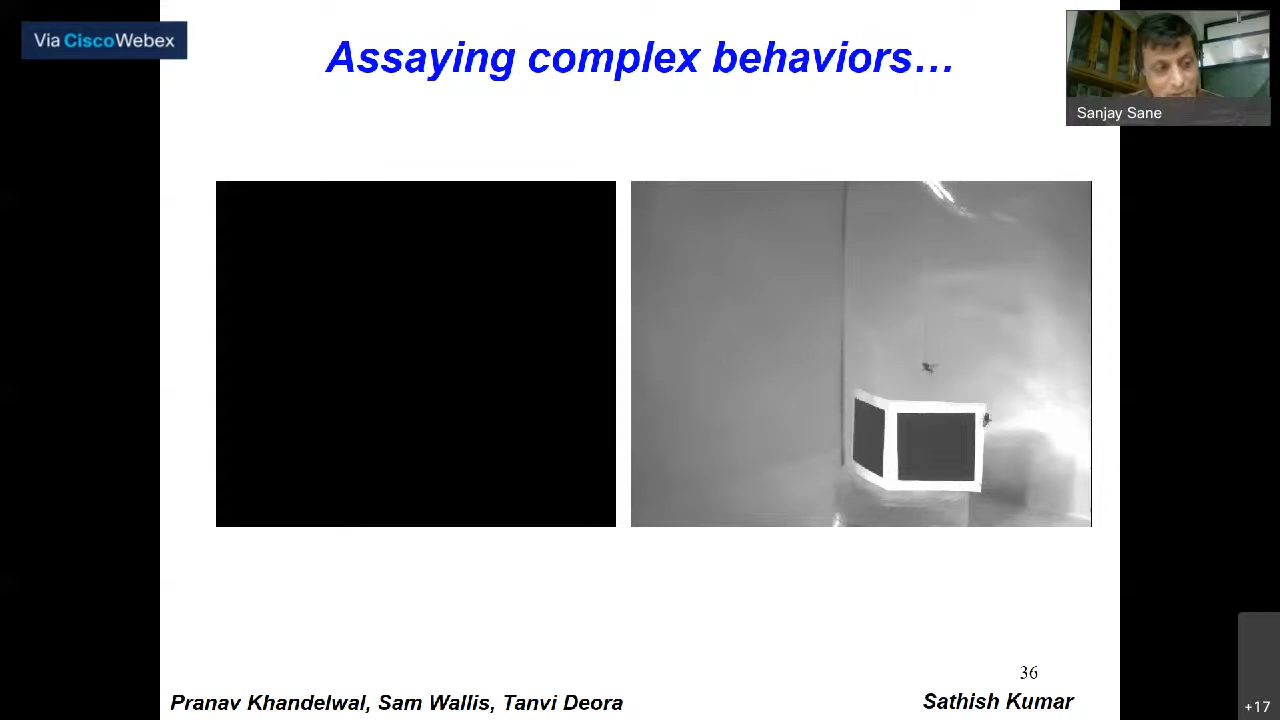 Via CiscoWebex
Assaying complex behaviors...
Sanjay Sane
36
Pranav Khandelwal, Sam Wallis, Tanvi Deora
Sathish Kumar
+17